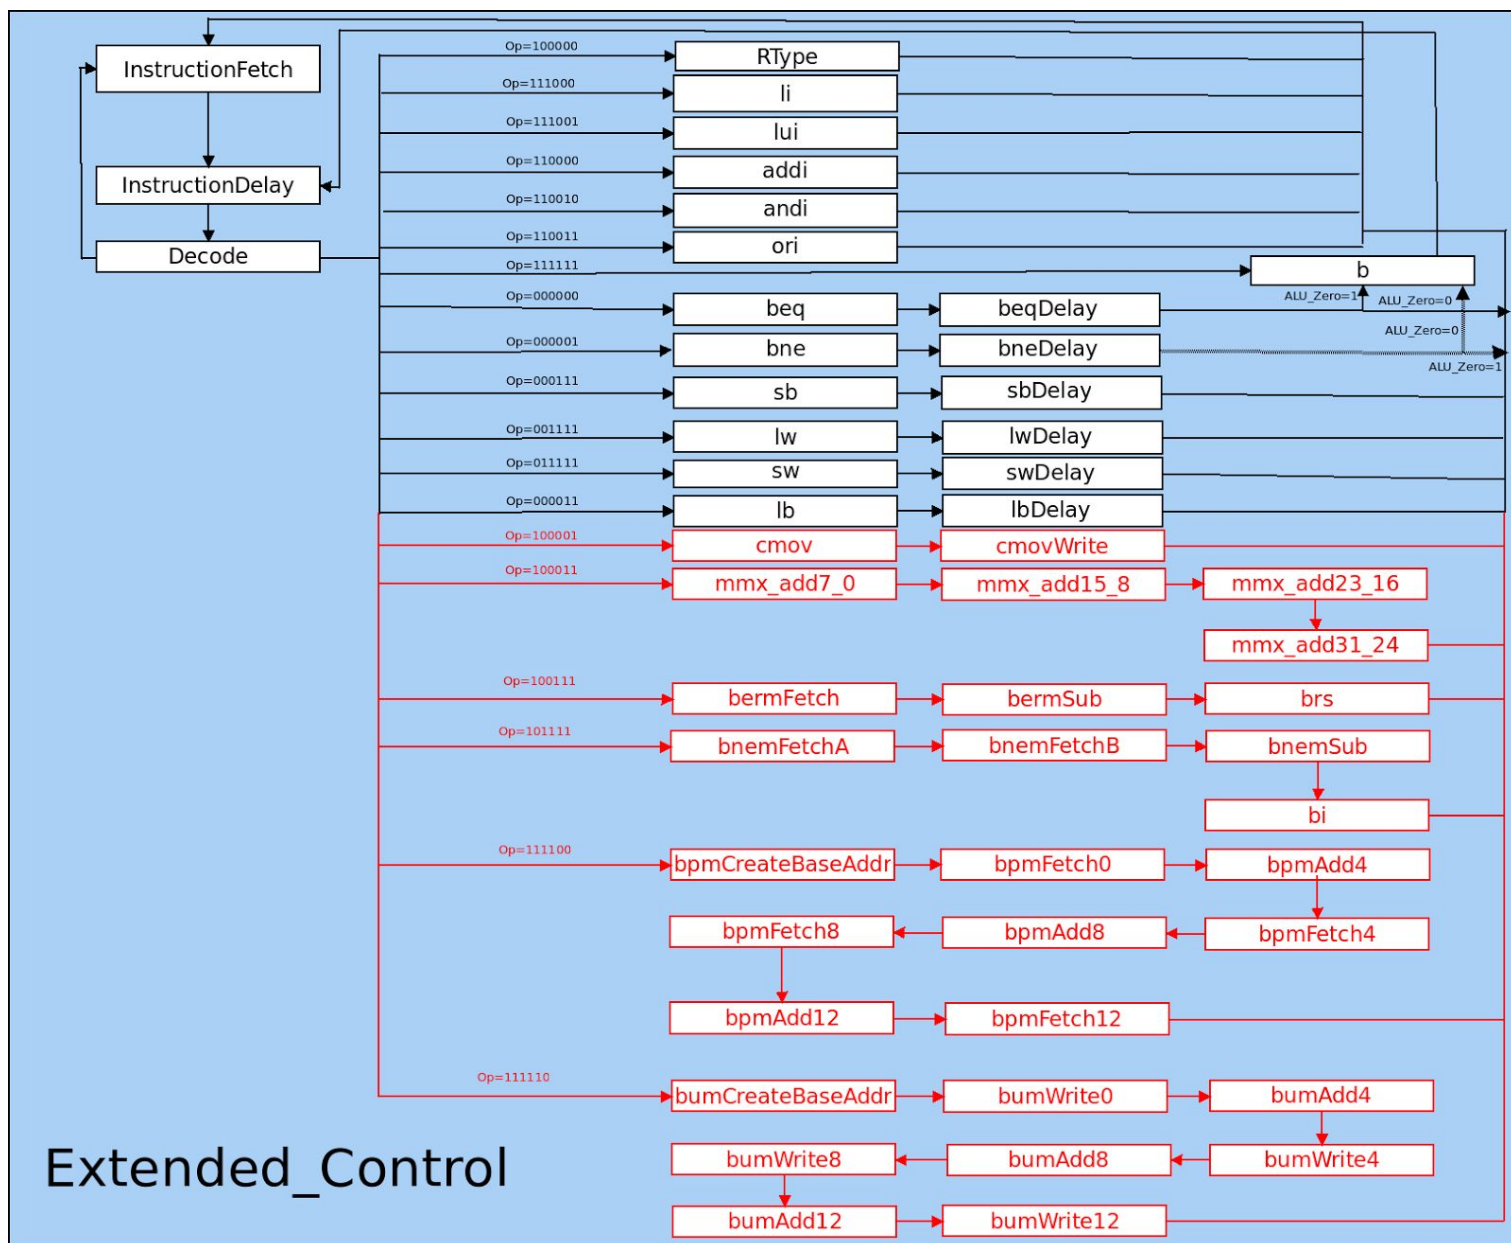 Op=100000
RType
InstructionFetch
Op=111000
li
Op=111001
lui
Op=110000
addi
InstructionDelay
Op=110010
andi
Op=110011
ori
Decode
Op=111111
b
Op=000000
beq
beqDelay
ALU_Zero=1
ALU_Zero=0
Op=000001
bne
bneDelay
ALU_Zero=0
ALU_Zero=1
Op=000111
sb
sbDelay
Op=001111
lw
lwDelay
Op=011111
sw
swDelay
Op=000011
lb
lbDelay
Op=100001
cmov
cmovWrite
Op=100011
mmx_add7_0
mmx_add15_8
mmx_add23_16
mmx_add31_24
Op=100111
bermFetch
bermSub
brs
Op=101111
bnemFetchA
bnemFetchB
bnemSub
bi
Op=111100
bpmCreateBaseAddr
bpmFetch0
bpmAdd4
bpmFetch8
bpmAdd8
bpmFetch4
bpmAdd12
bpmFetch12
Op=111110
bumCreateBaseAddr
bumWrite0
bumAdd4
bumWrite8
bumAdd8
bumWrite4
Extended_Control
bumAdd12
bumWrite12